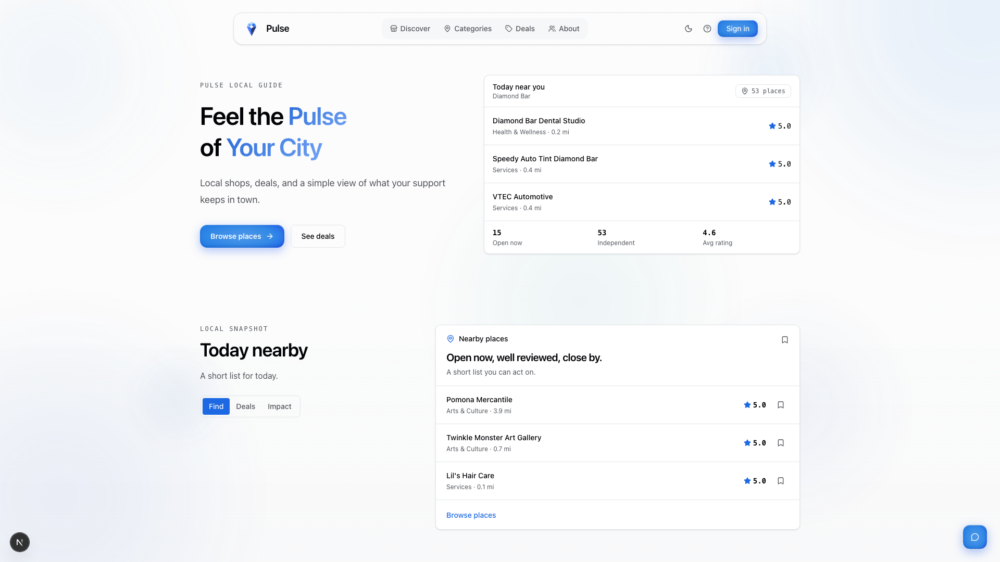 Pulse
Discover
Categories
Deals
About
Sign in
PULSE LOCAL GUIDE
Feel the Pulse
of Your City
Local shops, deals, and a simple view of what your support
keeps in town.
Browse places
See deals
Today near you
Diamond Bar
53 places
Diamond Bar Dental Studio
Health & Wellness · 0.2 mi
5.0
Speedy Auto Tint Diamond Bar
Services · 0.4 mi
5.0
VTEC Automotive
Services · 0.4 mi
5.0
15
Open now
53
Independent
4.6
Avg rating
LOCAL SNAPSHOT
Today nearby
A short list for today.
Find
Deals
Impact
Nearby places
Open now, well reviewed, close by.
A short list you can act on.
Pomona Mercantile
Arts & Culture · 3.9 mi
5.0
Twinkle Monster Art Gallery
Arts & Culture · 0.7 mi
5.0
Lil's Hair Care
Services · 0.1 mi
5.0
Browse places
N